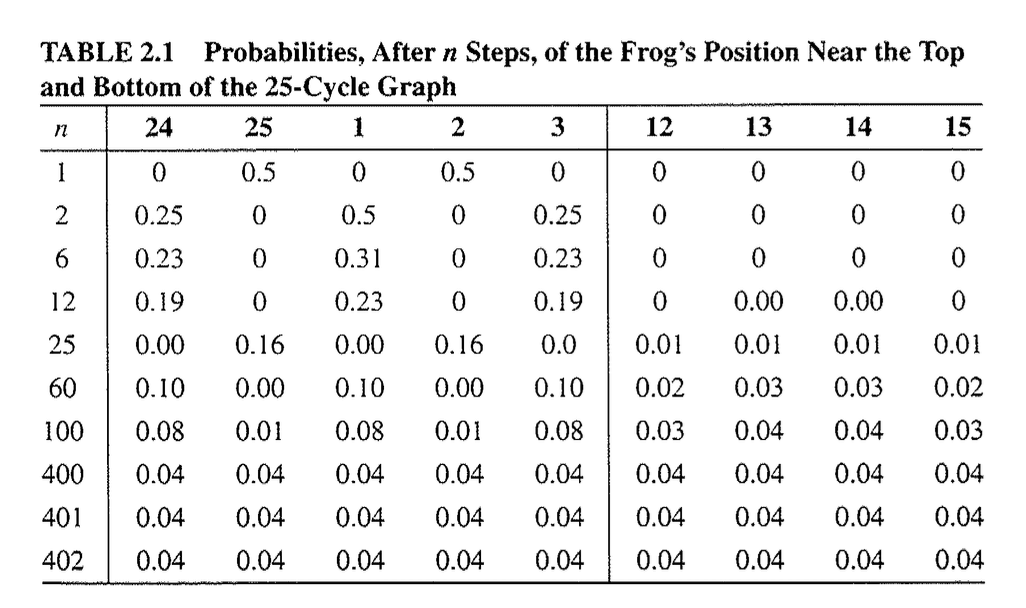 TABLE 2.1 Probabilities, After n Steps, of the Frog's Position Near the Top
and Bottom of the 25-Cycle Graph
n 24 25 1 2 3 12 13 14 15
1 0 0.5 0 0.5 0 0 0 0 0
2 0.25 0 0.5 0 0.25 0 0 0 0
6 0.23 0 0.31 0 0.23 0 0 0 0
12 0.19 0 0.23 0 0.19 0 0.00 0.00 0
25 0.00 0.16 0.00 0.16 0.0 0.01 0.01 0.01 0.01
60 0.10 0.00 0.10 0.00 0.10 0.02 0.03 0.03 0.02
100 0.08 0.01 0.08 0.01 0.08 0.03 0.04 0.04 0.03
400 0.04 0.04 0.04 0.04 0.04 0.04 0.04 0.04 0.04
401 0.04 0.04 0.04 0.04 0.04 0.04 0.04 0.04 0.04
402 0.04 0.04 0.04 0.04 0.04 0.04 0.04 0.04 0.04